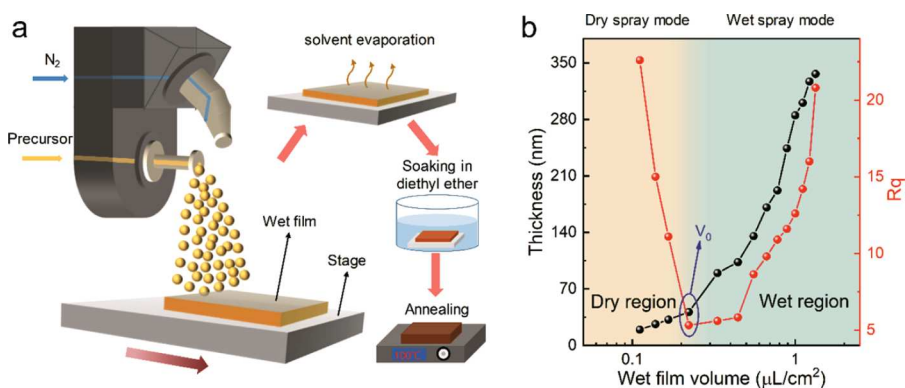 a
N₂
Precursor
solvent evaporation
Soaking in
diethyl ether
Wet film
Stage
Annealing
100℃
b
Dry spray mode
Wet spray mode
350
280
210
140
70
0
Thickness (nm)
V₀
Dry region
Wet region
20
15
10
5
Rq
0.1
1
Wet film volume (μL/cm²)